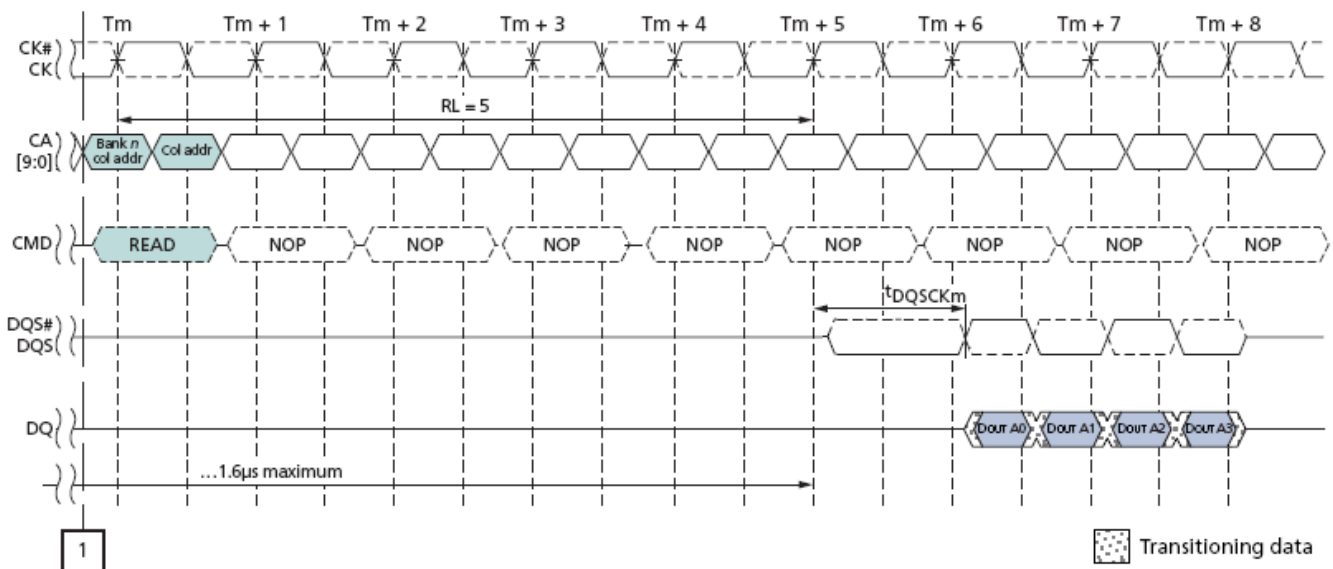 Tm Tm + 1 Tm + 2 Tm + 3 Tm + 4 Tm + 5 Tm + 6 Tm + 7 Tm + 8
CK#
CK
RL = 5
CA
[9:0]
Bank n
col addr
Col addr
CMD
READ NOP NOP NOP NOP NOP NOP NOP NOP
tDQSCKm
DQS#
DQS
DQ
DOUT A0 DOUT A1 DOUT A2 DOUT A3
...1.6µs maximum
1
Transitioning data